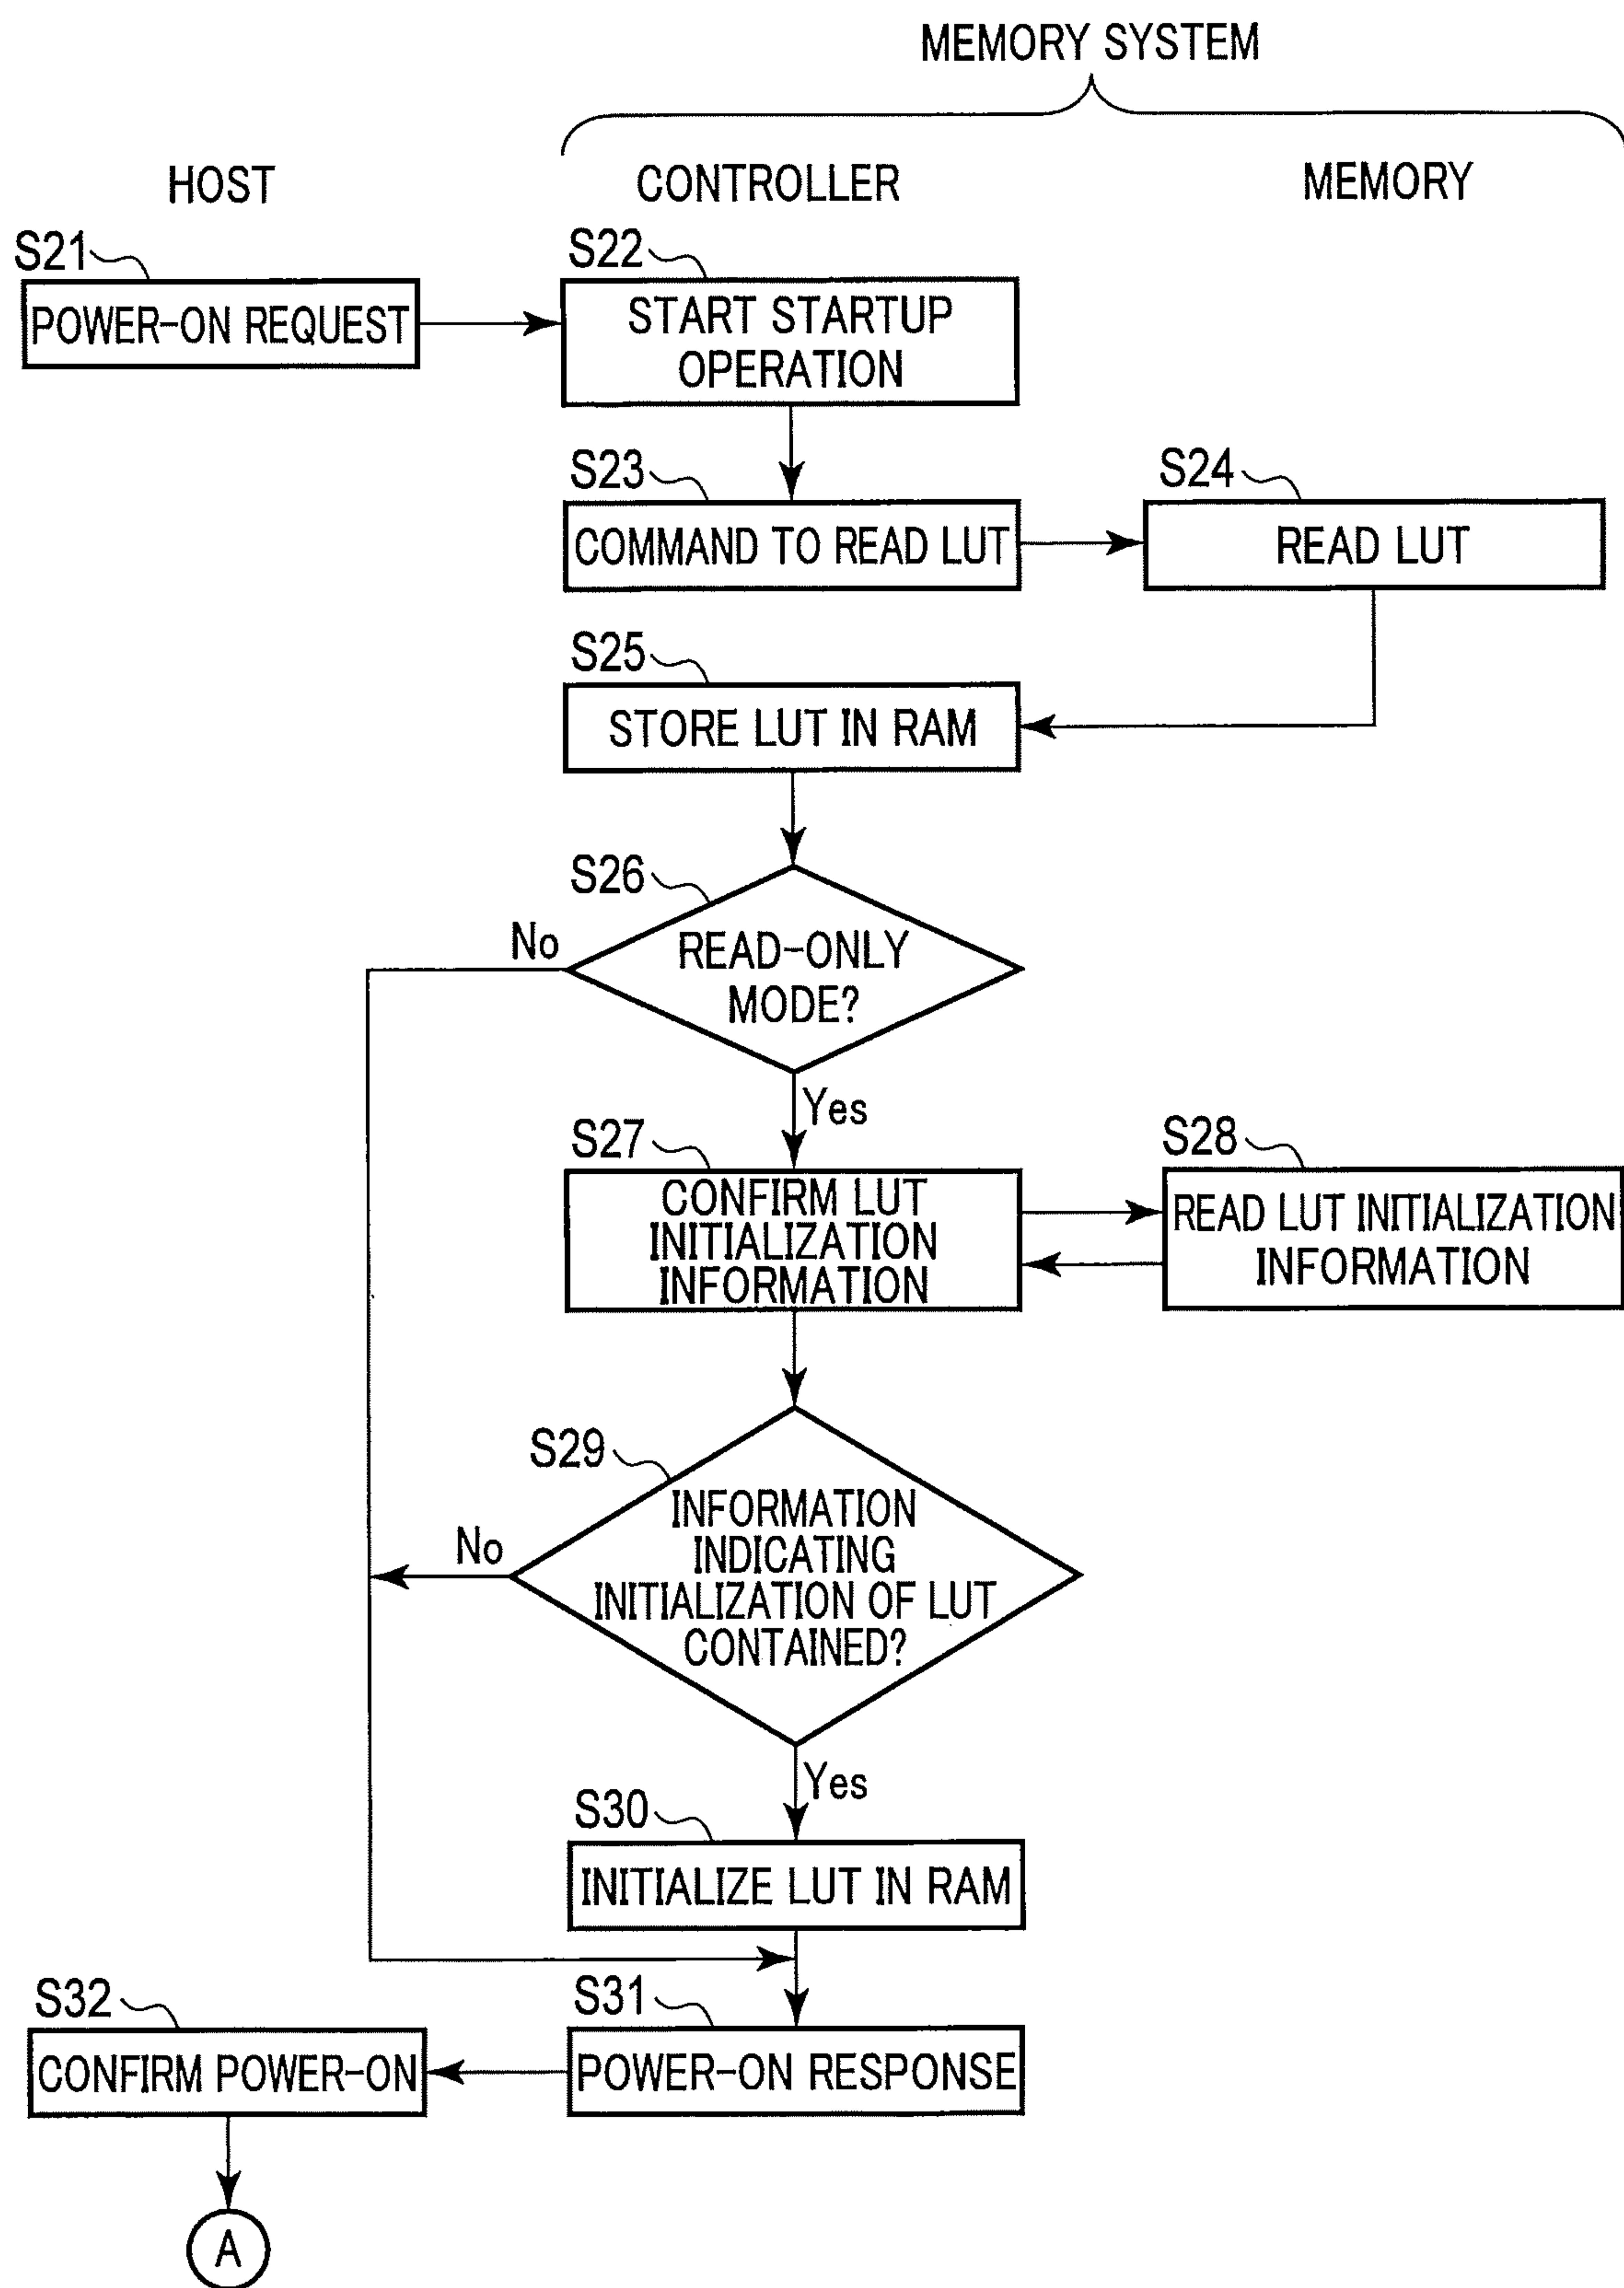 MEMORY SYSTEM
HOST
CONTROLLER
MEMORY
S21
POWER-ON REQUEST
S22
START STARTUP
OPERATION
S23
COMMAND TO READ LUT
S24
READ LUT
S25
STORE LUT IN RAM
S26
READ-ONLY
MODE?
No
Yes
S27
CONFIRM LUT
INITIALIZATION
INFORMATION
S28
READ LUT INITIALIZATION
INFORMATION
S29
INFORMATION
INDICATING
INITIALIZATION OF LUT
CONTAINED?
No
Yes
S30
INITIALIZE LUT IN RAM
S31
POWER-ON RESPONSE
S32
CONFIRM POWER-ON
A